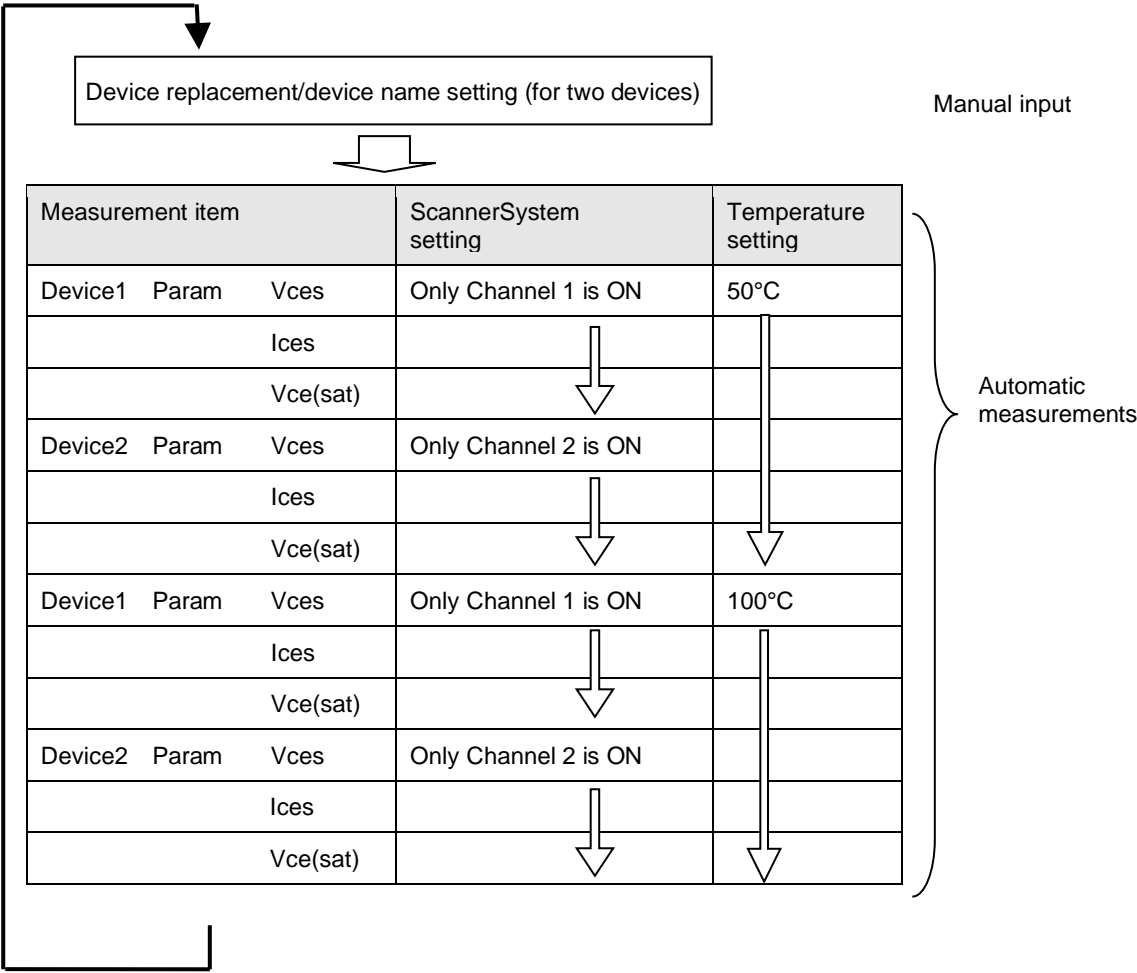 Device replacement/device name setting (for two devices)
Manual input
Measurement item ScannerSystem Temperature
setting setting
Device1 Param Vces Only Channel 1 is ON 50°C
Ices
Vce(sat)
Device2 Param Vces Only Channel 2 is ON
Ices
Vce(sat)
Device1 Param Vces Only Channel 1 is ON 100°C
Ices
Vce(sat)
Device2 Param Vces Only Channel 2 is ON
Ices
Vce(sat)
Automatic
measurements